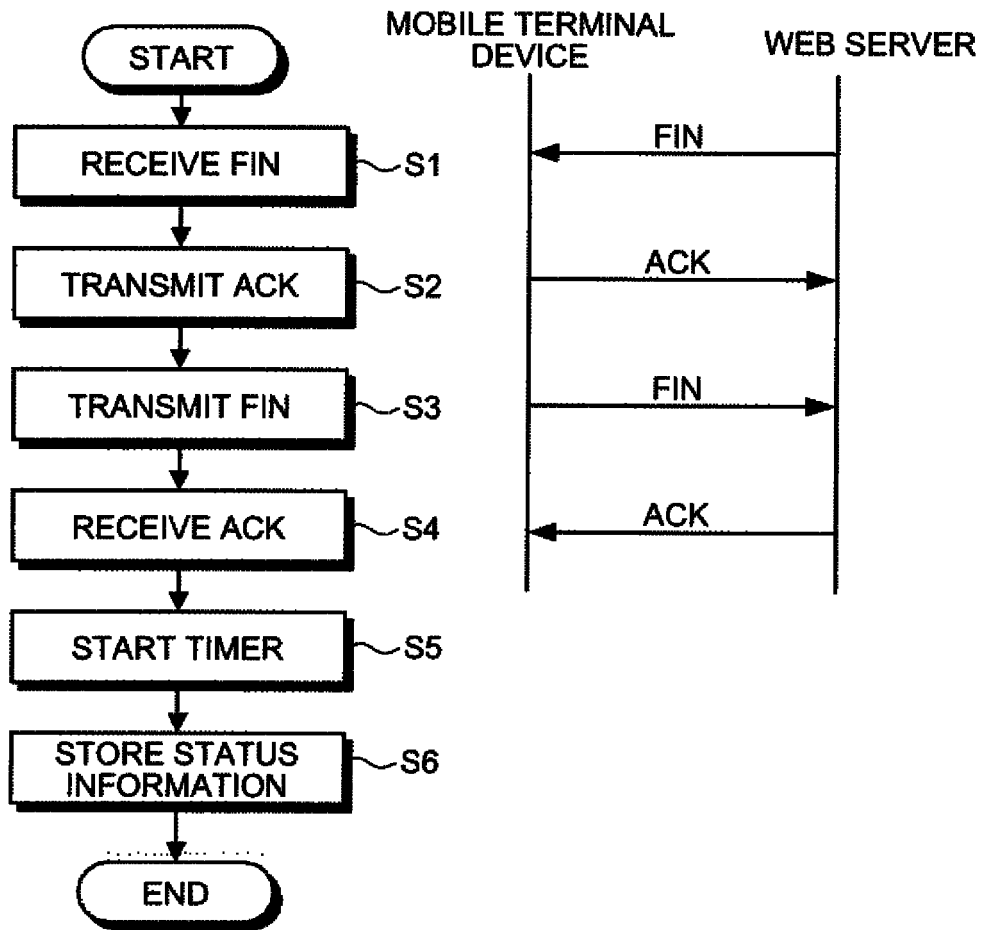 START
RECEIVE FIN
S1
TRANSMIT ACK
S2
TRANSMIT FIN
S3
RECEIVE ACK
S4
START TIMER
S5
STORE STATUS
INFORMATION
S6
END
MOBILE TERMINAL
DEVICE
WEB SERVER
FIN
ACK
FIN
ACK